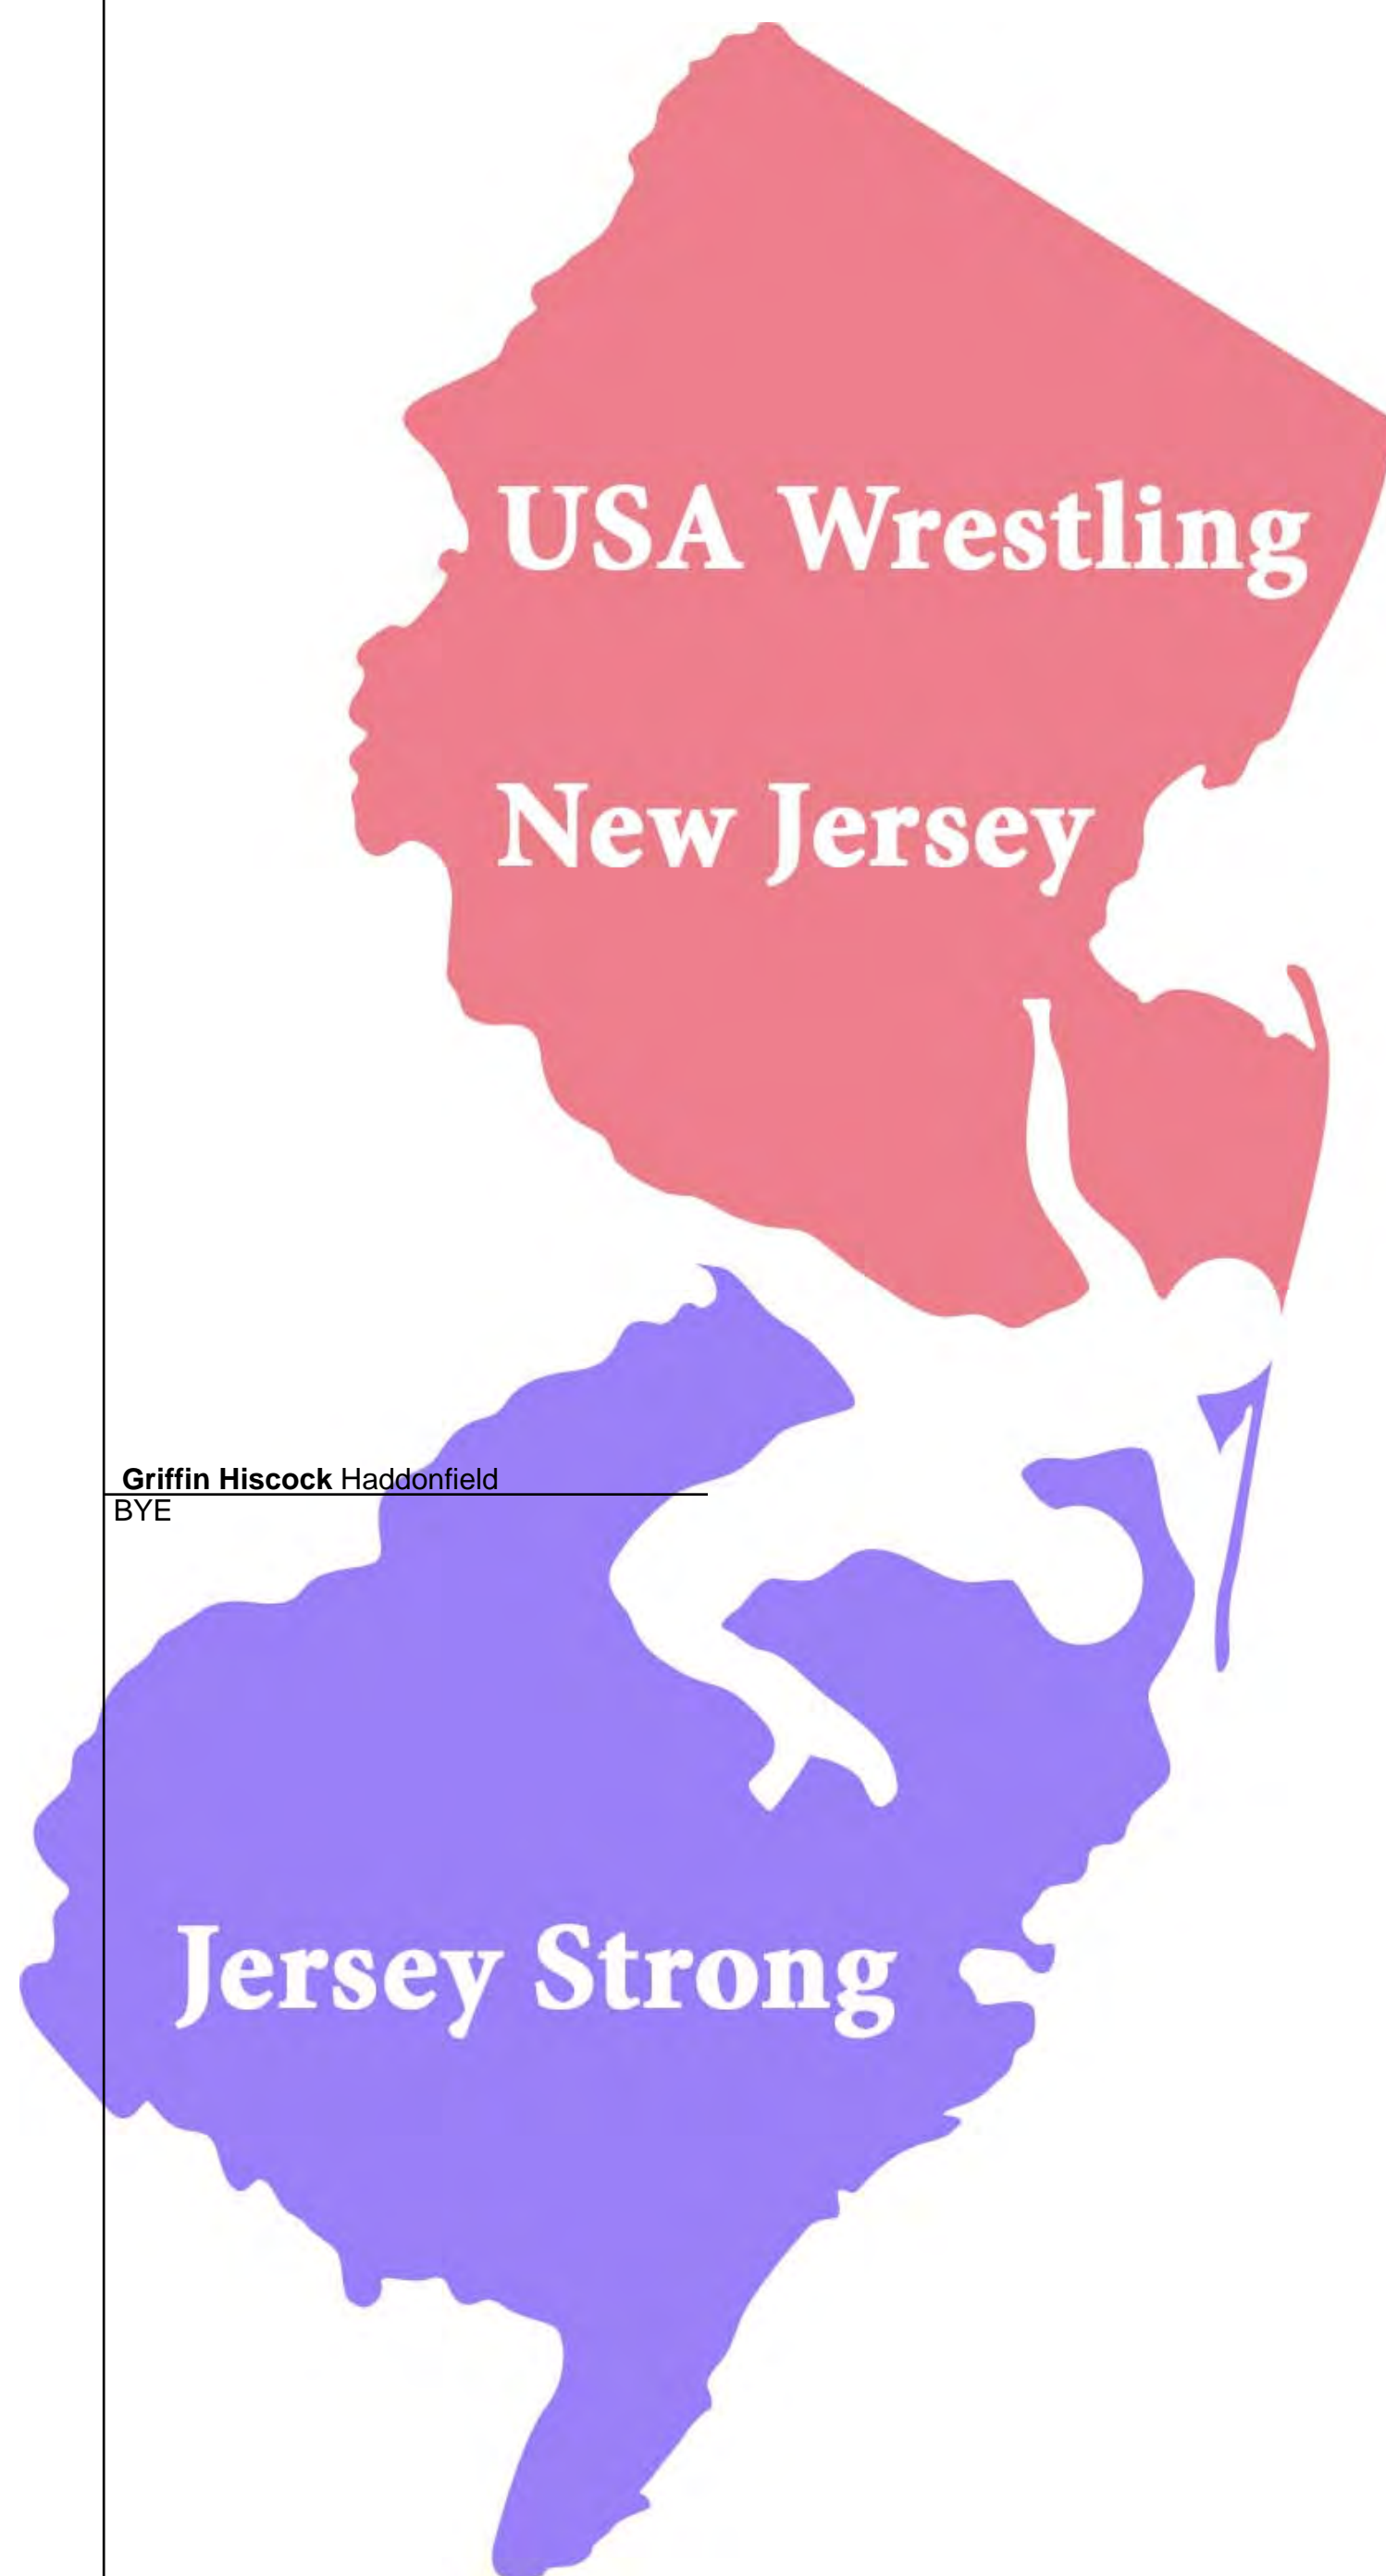 USA Wrestling
New Jersey
Griffin Hiscock Haddonfield
BYE
Jersey Strong